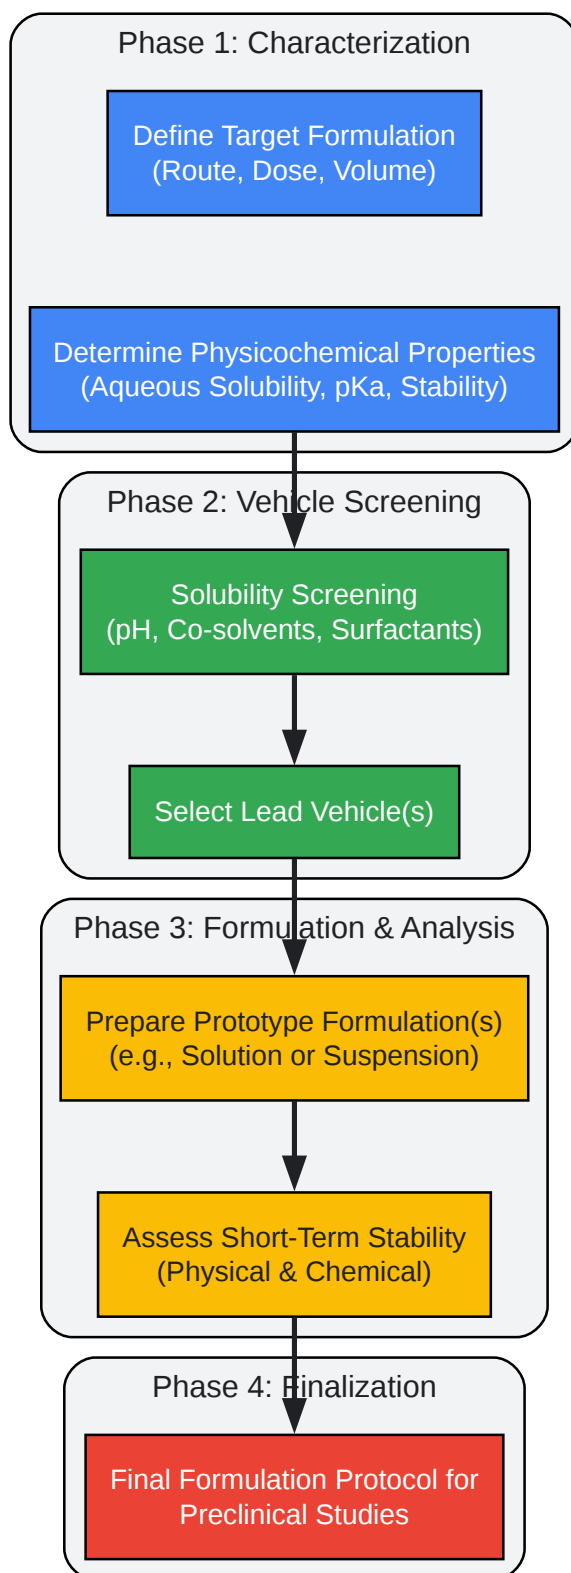 Phase 1: Characterization
Define Target Formulation
(Route, Dose, Volume)
Determine Physicochemical Properties
(Aqueous Solubility, pKa, Stability)
Phase 2: Vehicle Screening
Solubility Screening
(pH, Co-solvents, Surfactants)
Select Lead Vehicle(s)
Phase 3: Formulation & Analysis
Prepare Prototype Formulation(s)
(e.g., Solution or Suspension)
Assess Short-Term Stability
(Physical & Chemical)
Phase 4: Finalization
Final Formulation Protocol for
Preclinical Studies